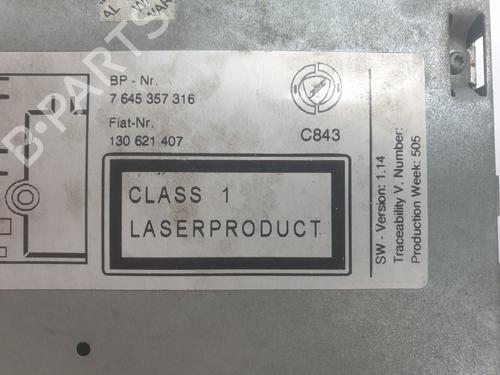 B-PARTS
BP - Nr.
7 645 357 316
Fiat-Nr.
130 621 407
C843
CLASS 1
LASERPRODUCT
SW - Version: 1.14
Traceability V. Number:
Production Week: 505